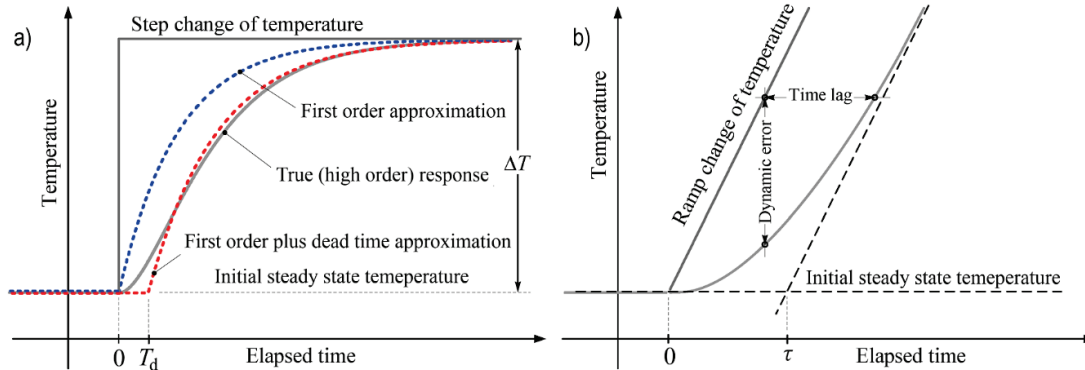 a)
Step change of temperature
First order approximation
True (high order) response
First order plus dead time approximation
Initial steady state temeperature
ΔT
Temperature
0
Td
Elapsed time
b)
Ramp change of temperature
Time lag
Dynamic error
Initial steady state temeperature
Temperature
0
τ
Elapsed time